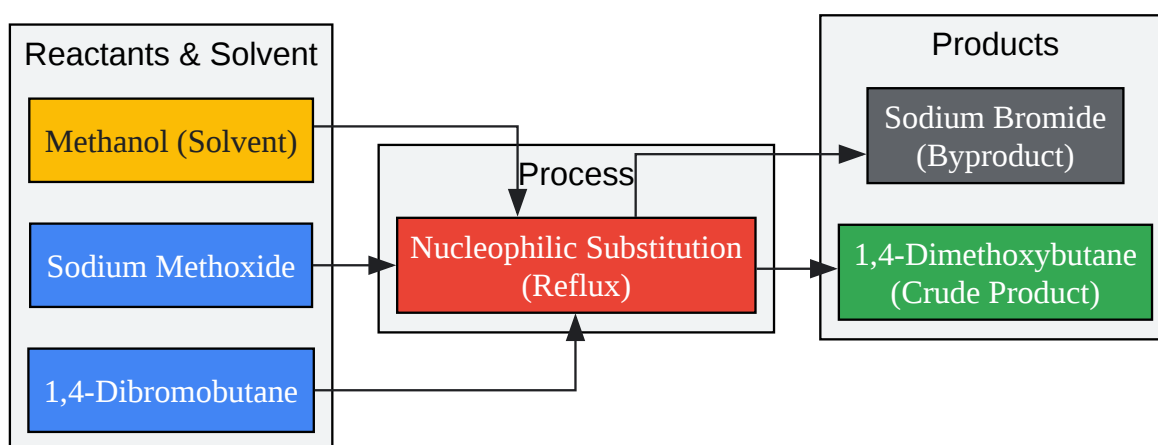 Reactants & Solvent
Methanol (Solvent)
Sodium Methoxide
1,4-Dibromobutane
Process
Nucleophilic Substitution
(Reflux)
Products
Sodium Bromide
(Byproduct)
1,4-Dimethoxybutane
(Crude Product)